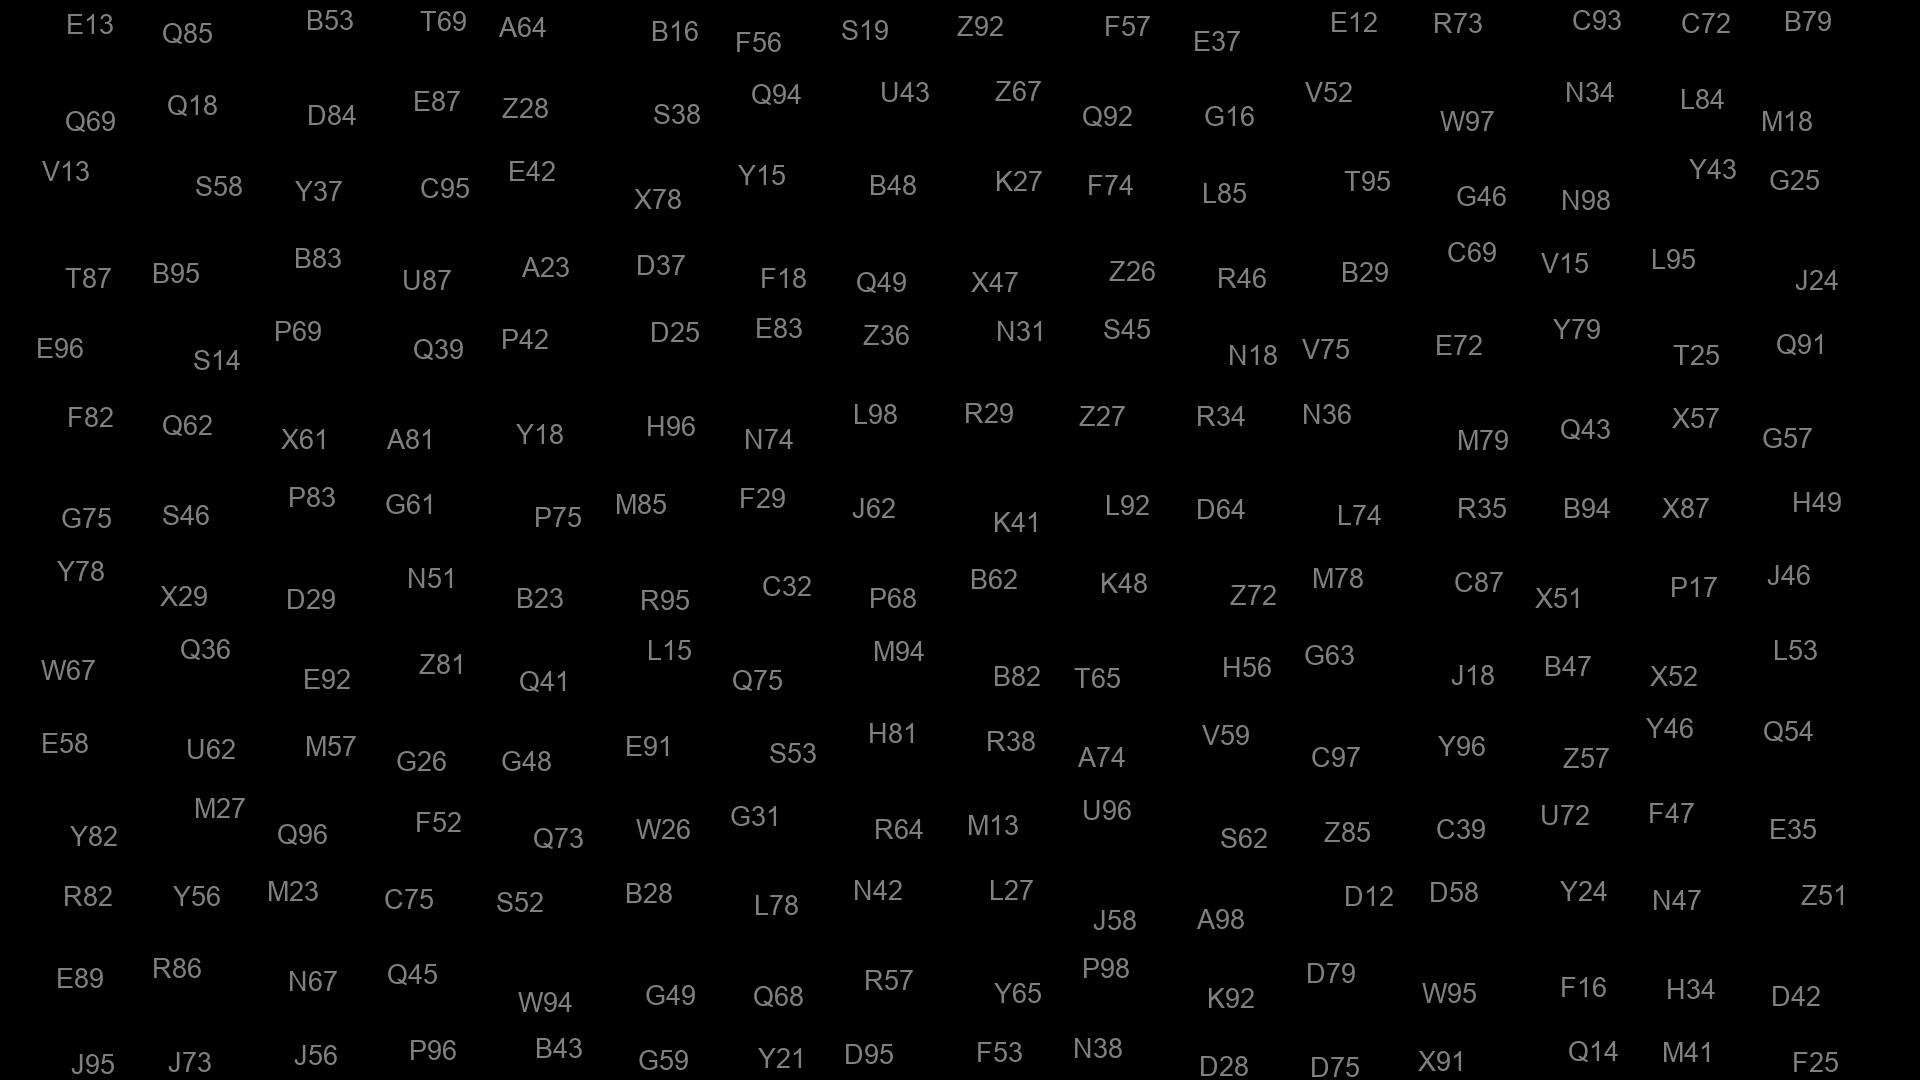 E13 Q85 B53 T69 A64 B16 F56 S19 Z92 F57 E37 E12 R73 C93 C72 B79
Q69 Q18 D84 E87 Z28 S38 Q94 U43 Z67 Q92 G16 V52 W97 N34 L84 M18
V13 S58 Y37 C95 E42 X78 Y15 B48 K27 F74 L85 T95 G46 N98 Y43 G25
T87 B95 B83 U87 A23 D37 F18 Q49 X47 Z26 R46 B29 C69 V15 L95 J24
E96 S14 P69 Q39 P42 D25 E83 Z36 N31 S45 N18 V75 E72 Y79 T25 Q91
F82 Q62 X61 A81 Y18 H96 N74 L98 R29 Z27 R34 N36 M79 Q43 X57 G57
G75 S46 P83 G61 P75 M85 F29 J62 K41 L92 D64 L74 R35 B94 X87 H49
Y78 X29 D29 N51 B23 R95 C32 P68 B62 K48 Z72 M78 C87 X51 P17 J46
W67 Q36 E92 Z81 Q41 L15 Q75 M94 B82 T65 H56 G63 J18 B47 X52 L53
E58 U62 M57 G26 G48 E91 S53 H81 R38 A74 V59 C97 Y96 Z57 Y46 Q54
Y82 M27 Q96 F52 Q73 W26 G31 R64 M13 U96 S62 Z85 C39 U72 F47 E35
R82 Y56 M23 C75 S52 B28 L78 N42 L27 J58 A98 D12 D58 Y24 N47 Z51
E89 R86 N67 Q45 W94 G49 Q68 R57 Y65 P98 K92 D79 W95 F16 H34 D42
J95 J73 J56 P96 B43 G59 Y21 D95 F53 N38 D28 D75 X91 Q14 M41 F25